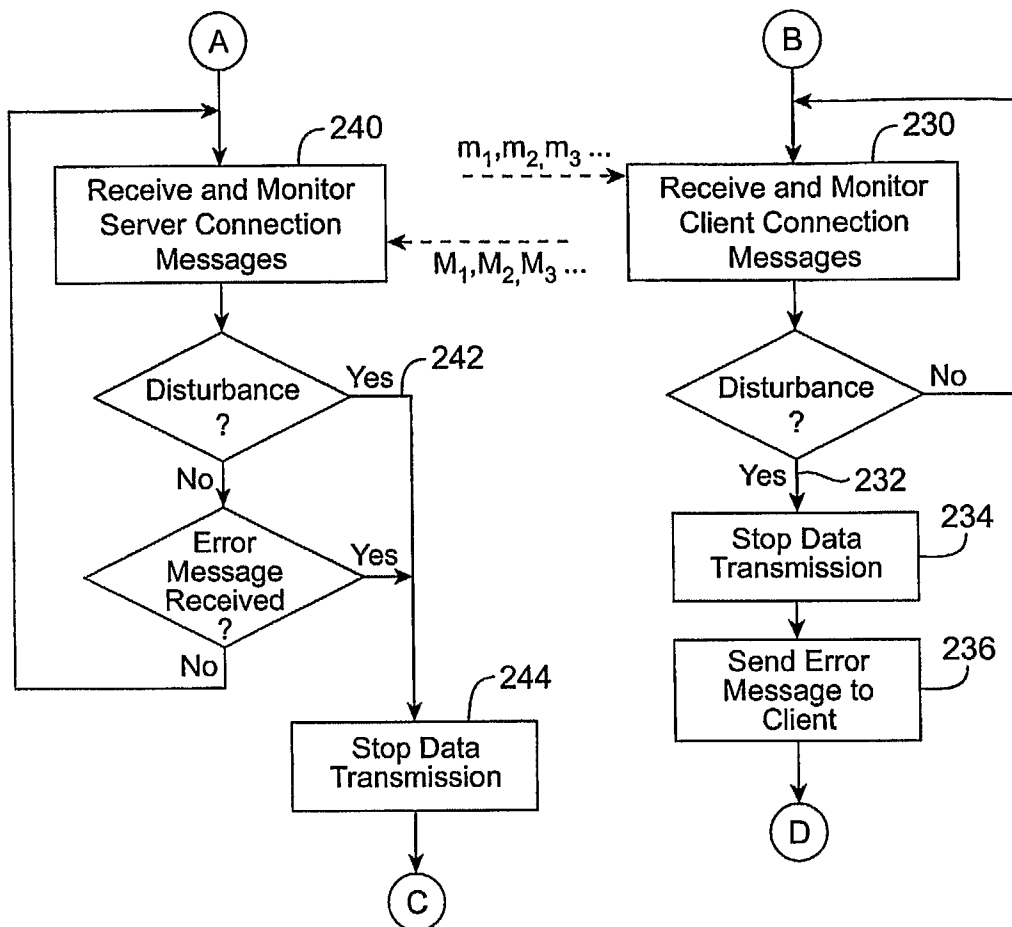 A
B
240
230
m₁,m₂,m₃ ...
Receive and Monitor
Server Connection
Messages
Receive and Monitor
Client Connection
Messages
M₁,M₂,M₃ ...
Disturbance
?
Yes
242
No
Disturbance
?
No
Yes
232
Error
Message
Received
?
Yes
No
234
Stop Data
Transmission
236
Send Error
Message to
Client
244
Stop Data
Transmission
D
C